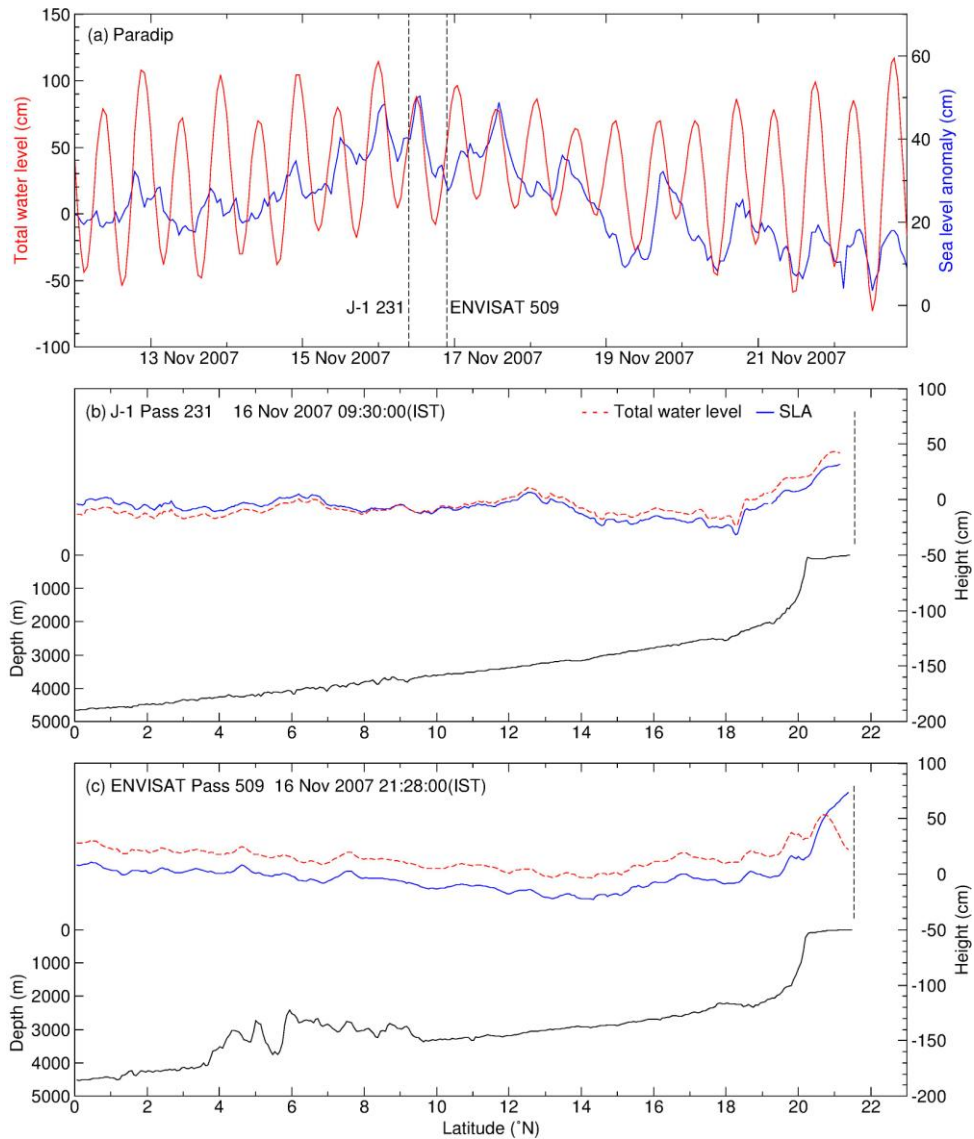 (a) Paradip
150
100
50
0
-50
-100
Total water level (cm)
60
40
20
0
Sea level anomaly (cm)
J-1 231
ENVISAT 509
13 Nov 2007
15 Nov 2007
17 Nov 2007
19 Nov 2007
21 Nov 2007
(b) J-1 Pass 231 16 Nov 2007 09:30:00(IST)
Total water level
SLA
0
1000
2000
3000
4000
5000
Depth (m)
100
50
0
-50
-100
-150
-200
Height (cm)
0 2 4 6 8 10 12 14 16 18 20 22
(c) ENVISAT Pass 509 16 Nov 2007 21:28:00(IST)
0
1000
2000
3000
4000
5000
Depth (m)
100
50
0
-50
-100
-150
-200
Height (cm)
0 2 4 6 8 10 12 14 16 18 20 22
Latitude (°N)